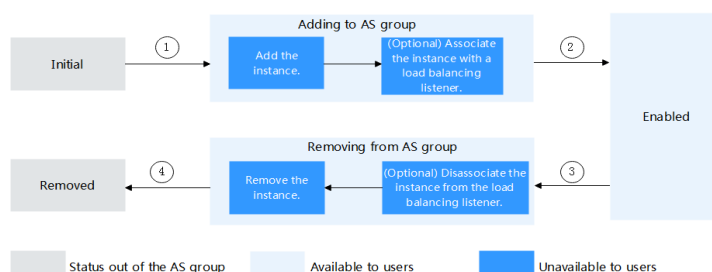 Adding to AS group
Initial
1
Add the
instance.
(Optional) Associate
the instance with a
load balancing
listener.
2
Enabled
Removing from AS group
Removed
4
Remove the
instance.
(Optional) Disassociate the
instance from the load
balancing listener.
3
Status out of the AS group
Available to users
Unavailable to users